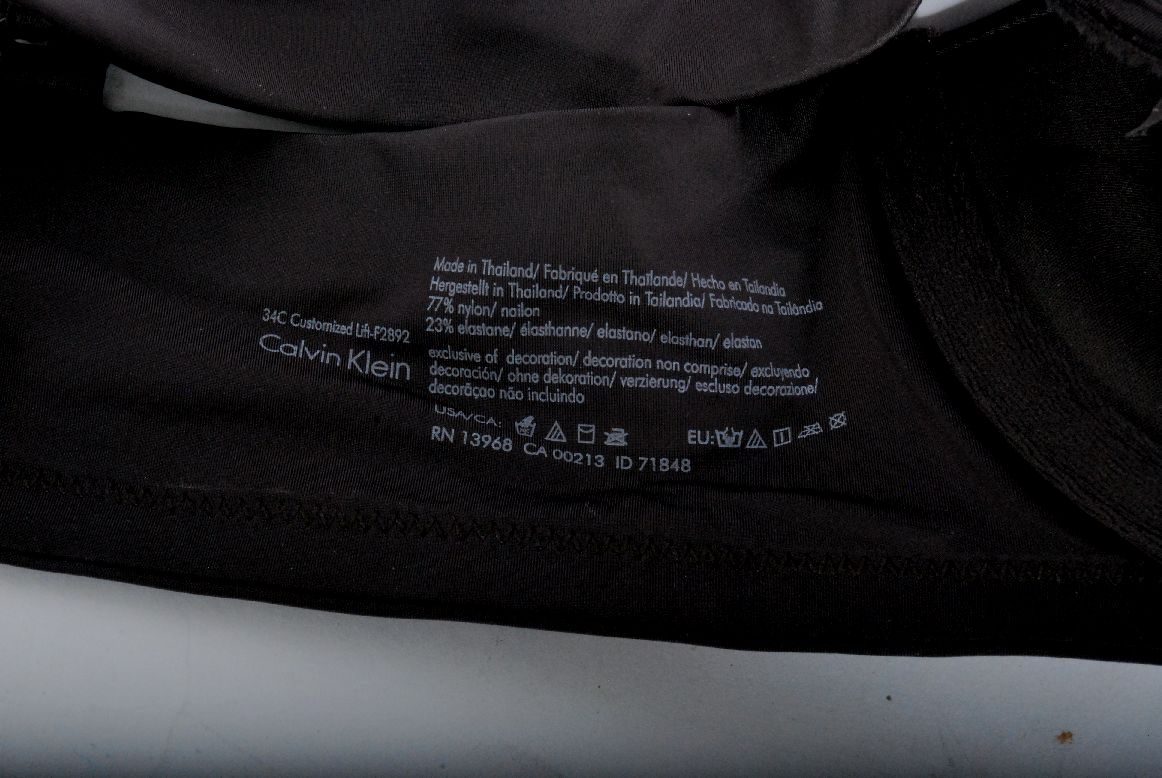 34C Customized Lift-F2892
Calvin Klein
Made in Thailand/ Fabriqué en Thaïlande/ Hecho en Tailandia
Hergestellt in Thailand/ Prodotto in Tailandia/ Fabricado na Tailândia
77% nylon/ nailon
23% elastane/ élasthanne/ elastano/ elasthan/ elastan
exclusive of decoration/ decoration non comprise/ excluyendo
decoración/ ohne dekoration/ verzierung/ escluso decorazione/
decoração não incluindo
USA/CA: EU:
RN 13968 CA 00213 ID 71848